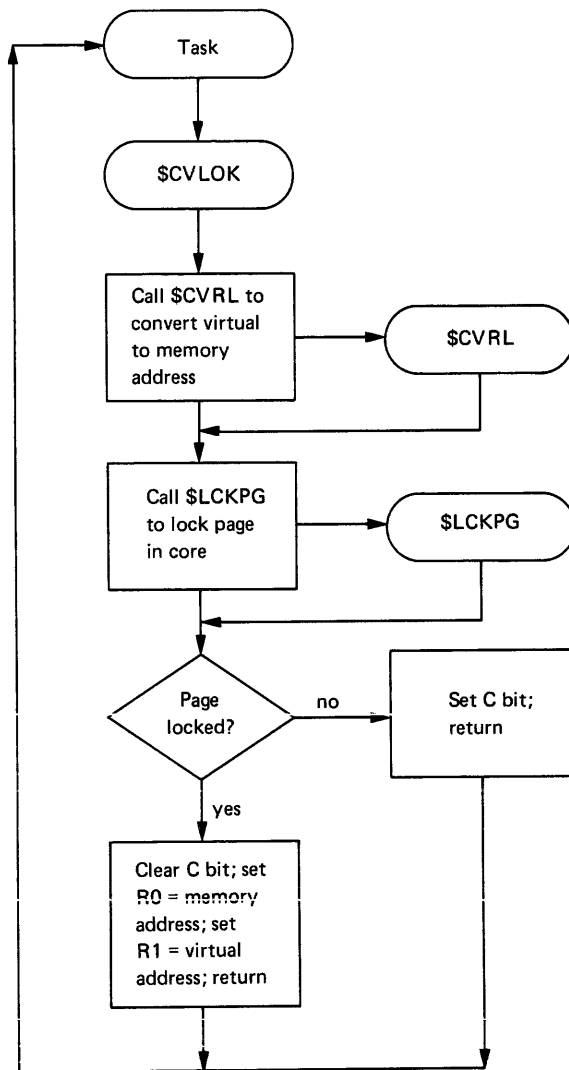 Task
$CVLOK
Call $CVRL to
convert virtual
to memory
address
$CVRL
Call $LCKPG
to lock page
in core
$LCKPG
Page
locked?
no
Set C bit;
return
yes
Clear C bit; set
R0 = memory
address; set
R1 = virtual
address; return